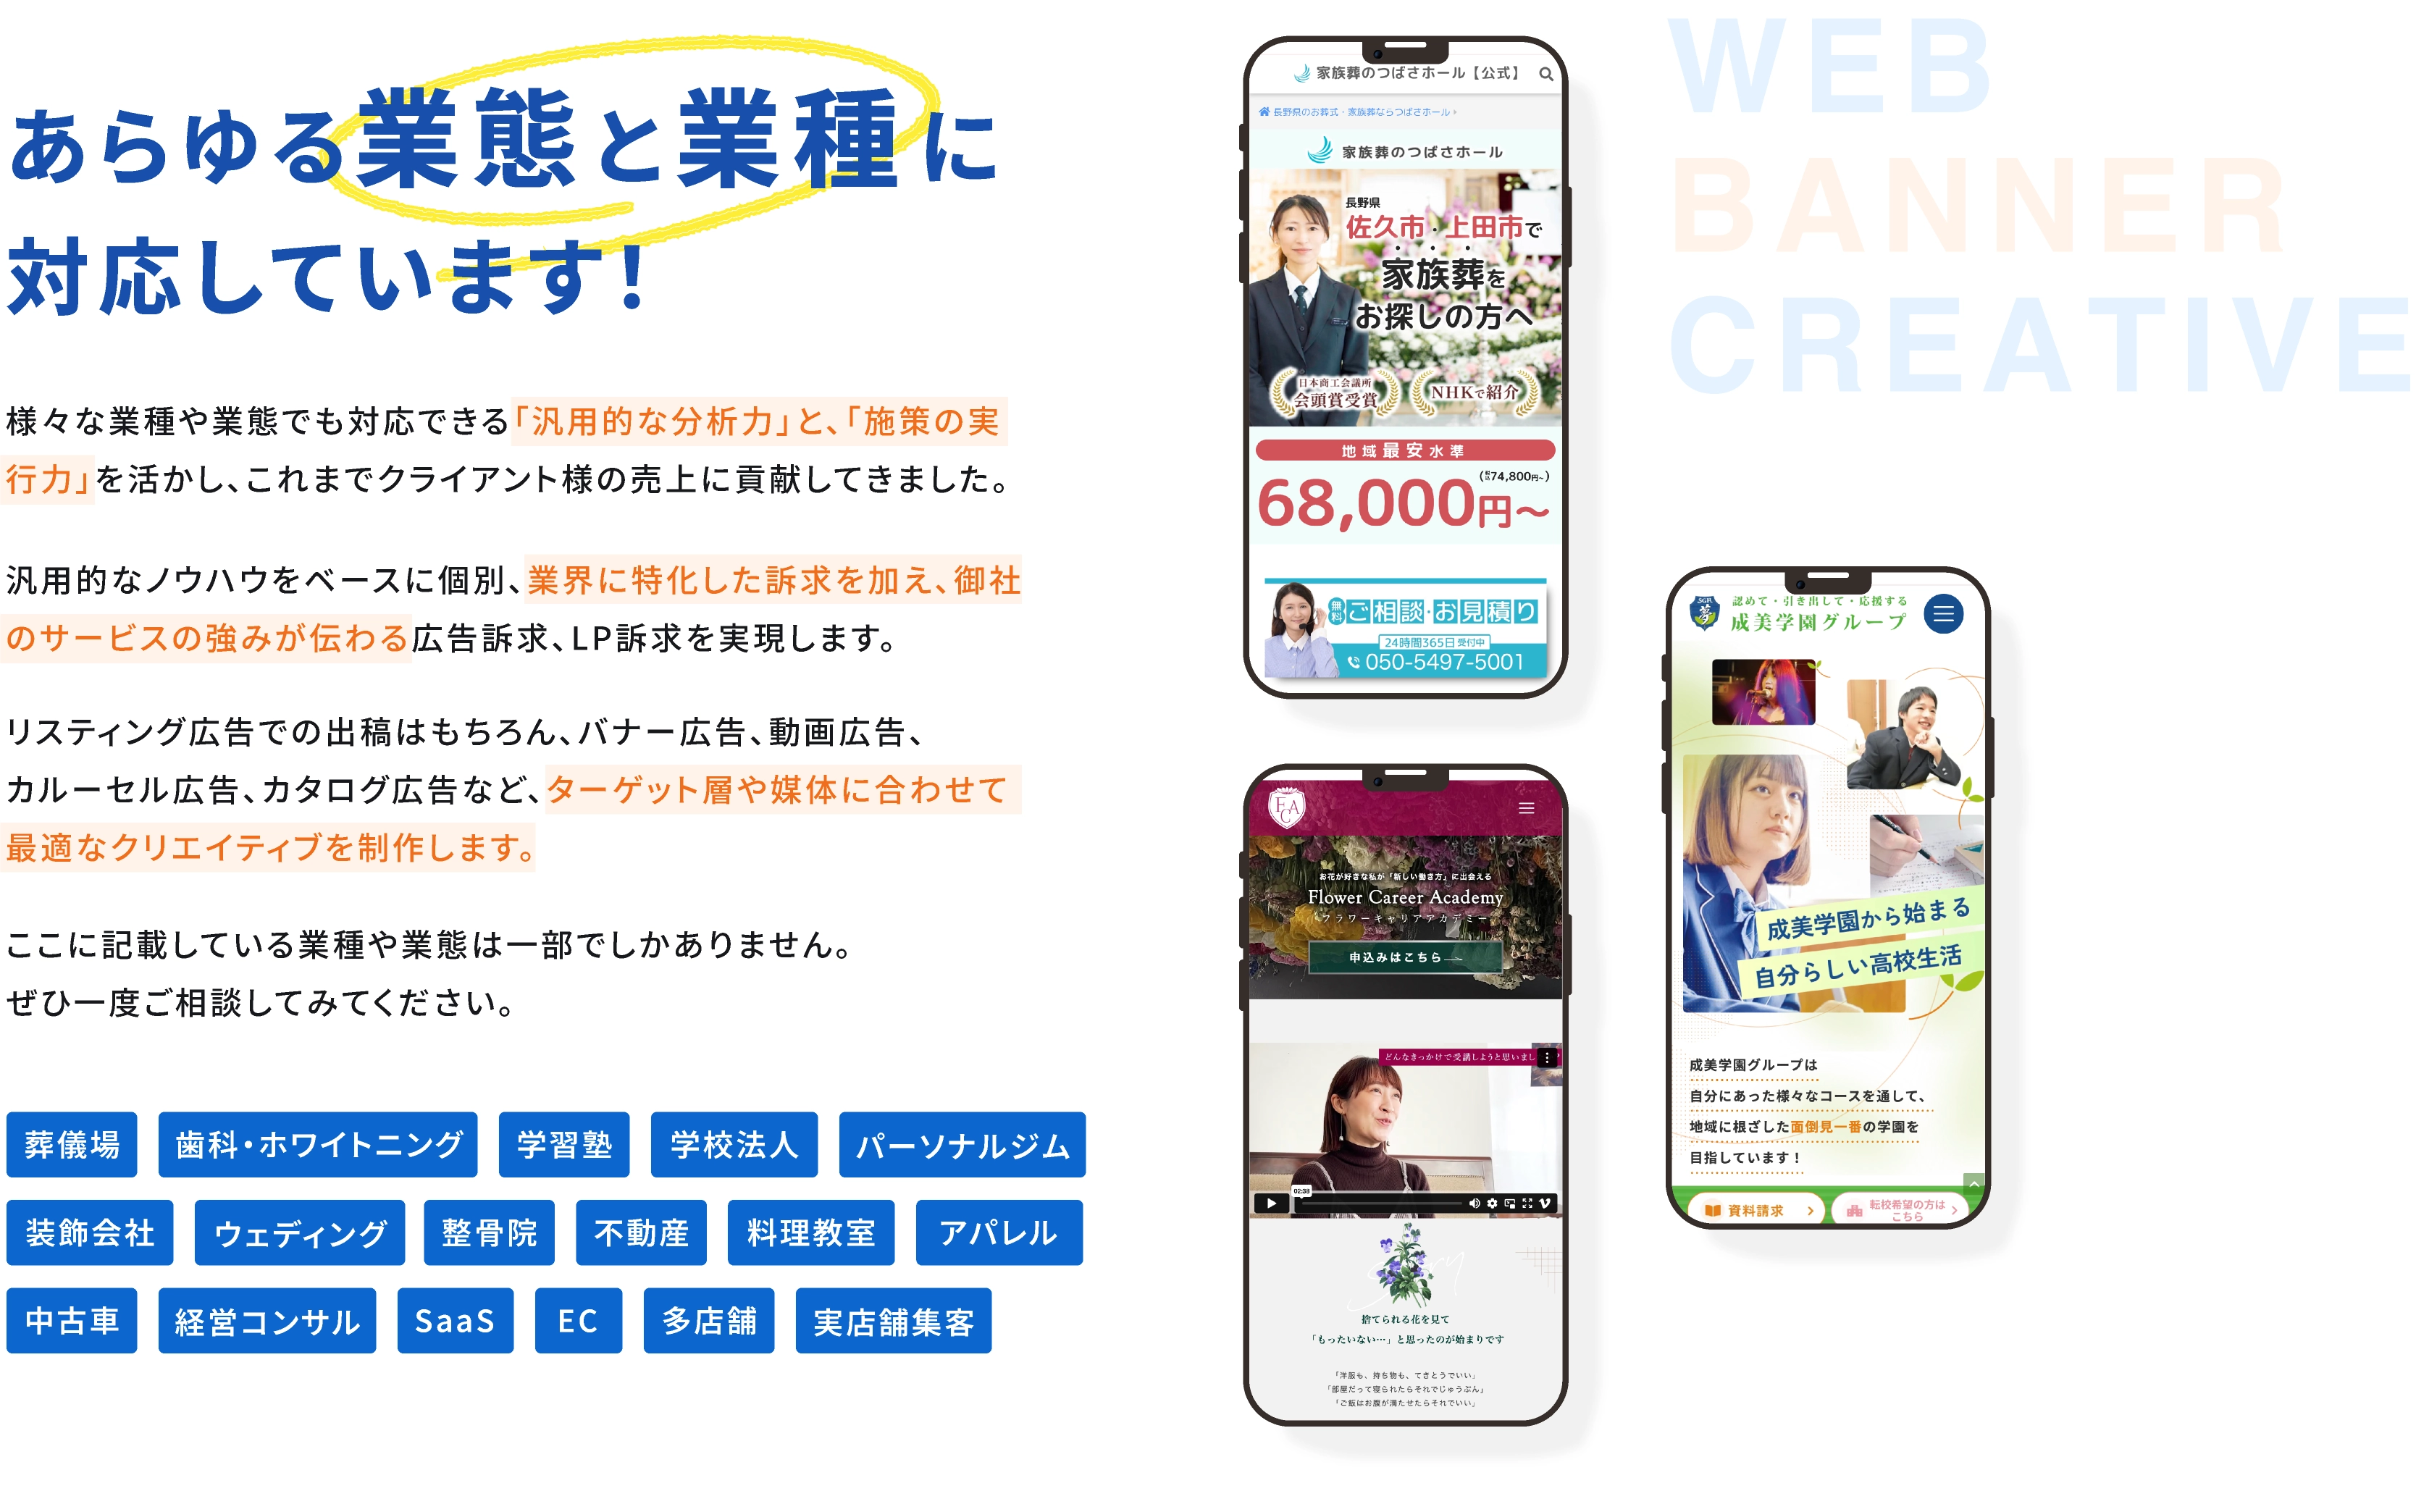 あらゆる業態と業種に
対応しています！
様々な業種や業態でも対応できる「汎用的な分析力」と、「施策の実
行力」を活かし、これまでクライアント様の売上に貢献してきました。
汎用的なノウハウをベースに個別、業界に特化した訴求を加え、御社
のサービスの強みが伝わる広告訴求、LP訴求を実現します。
リスティング広告での出稿はもちろん、バナー広告、動画広告、
カルーセル広告、カタログ広告など、ターゲット層や媒体に合わせて
最適なクリエイティブを制作します。
ここに記載している業種や業態は一部でしかありません。
ぜひ一度ご相談してみてください。
葬儀場 歯科・ホワイトニング 学習塾 学校法人 パーソナルジム
装飾会社 ウェディング 整骨院 不動産 料理教室 アパレル
中古車 経営コンサル SaaS EC 多店舗 実店舗集客
WEB
BANNER
CREATIVE
家族葬のつばさホール【公式】
長野県のお葬式・家族葬ならつばさホール
家族葬のつばさホール
長野県
佐久市・上田市で
家族葬を
お探しの方へ
日本商工会議所
会頭賞受賞
NHKで紹介
地域最安水準
（税込74,800円~）
68,000円～
無料 ご相談・お見積り
24時間365日 受付中
050-5497-5001
FCA
お花が好きな私が「新しい働き方」に出会える
Flower Career Academy
フラワーキャリアアカデミー
申込みはこちら
どんなきっかけで受講しようと思いまし
02:38
story
捨てられる花を見て
「もったいない…」と思ったのが始まりです
「洋服も、持ち物も、てきとうでいい」
「部屋だって寝られたらそれでじゅうぶん」
「ご飯はお腹が満たせたらそれでいい」
SGR
夢
認めて・引き出して・応援する
成美学園グループ
成美学園から始まる
自分らしい高校生活
成美学園グループは
自分にあった様々なコースを通して、
地域に根ざした面倒見一番の学園を
目指しています！
資料請求
転校希望の方は
こちら